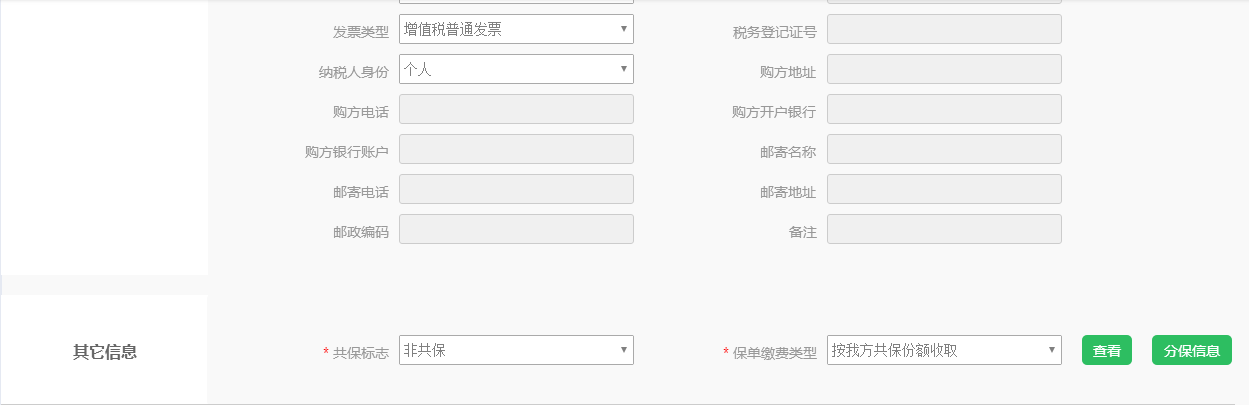 发票类型 增值税普通发票 税务登记证号
纳税人身份 个人 购方地址
购方电话 购方开户银行
购方银行账户 邮寄名称
邮寄电话 邮寄地址
邮政编码 备注
其它信息 * 共保标志 非共保 * 保单缴费类型 按我方共保份额收取 查看 分保信息